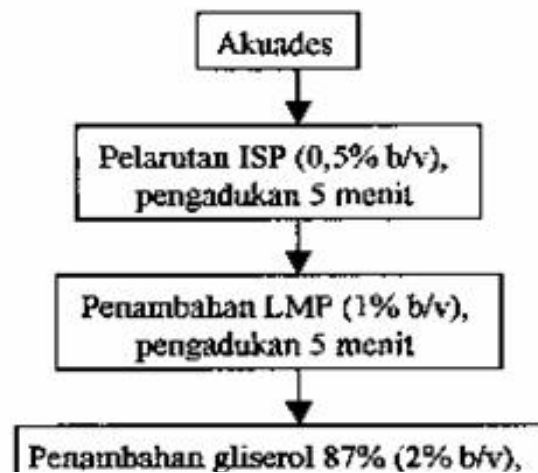 Akuades
Pelarutan ISP (0,5% b/v),
pengadukan 5 menit
Penambahan LMP (1% b/v),
pengadukan 5 menit
Penambahan gliserol 87% (2% b/v),